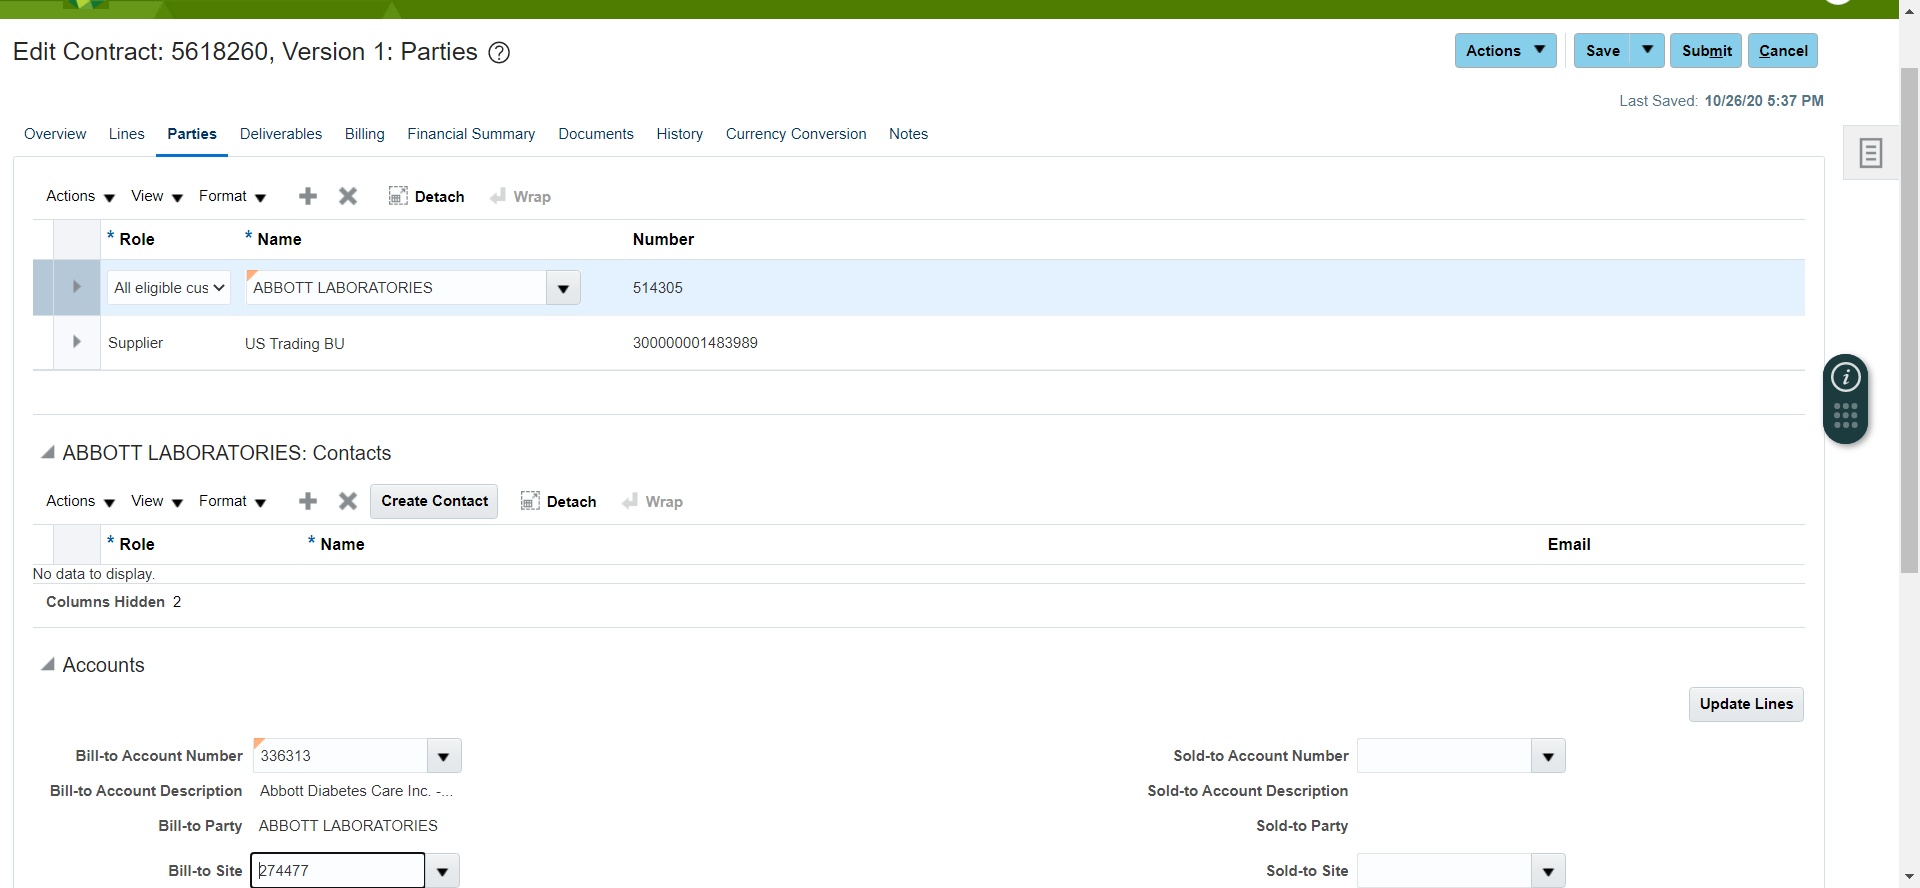 Edit Contract: 5618260, Version 1: Parties
Actions Save Submit Cancel
Last Saved: 10/26/20 5:37 PM
Overview Lines Parties Deliverables Billing Financial Summary Documents History Currency Conversion Notes
Actions View Format Detach Wrap
* Role * Name Number
All eligible cus ABBOTT LABORATORIES 514305
Supplier US Trading BU 300000001483989
ABBOTT LABORATORIES: Contacts
Actions View Format Create Contact Detach Wrap
* Role * Name Email
No data to display.
Columns Hidden 2
Accounts
Update Lines
Bill-to Account Number 336313 Sold-to Account Number
Bill-to Account Description Abbott Diabetes Care Inc. -... Sold-to Account Description
Bill-to Party ABBOTT LABORATORIES Sold-to Party
Bill-to Site 274477 Sold-to Site